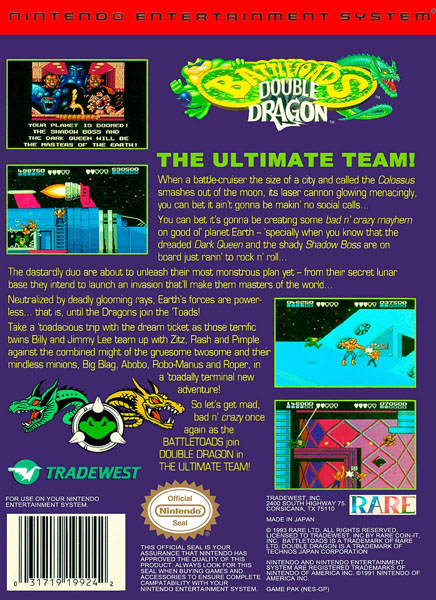 NINTENDO ENTERTAINMENT SYSTEM®
BATTLETOADS
DOUBLE
DRAGON™
YOUR PLANET IS DOOMED!
THE SHADOW BOSS AND
THE DARK QUEEN WILL BE
THE MASTERS OF THE EARTH!
THE ULTIMATE TEAM!
When a battle-cruiser the size of a city and called the Colossus
smashes out of the moon, its laser cannon glowing menacingly,
you can bet it ain't gonna be makin' no social calls...
You can bet it's gonna be creating some bad n' crazy mayhem
on good ol' planet Earth – 'specially when you know that the
dreaded Dark Queen and the shady Shadow Boss are on
board just rarin' to rock n' roll...
The dastardly duo are about to unleash their most monstrous plan yet – from their secret lunar
base they intend to launch an invasion that'll make them masters of the world...
Neutralized by deadly glooming rays, Earth's forces are power-
less... that is, until the Dragons join the 'Toads!
Take a 'toadacious trip with the dream ticket as those terrific
twins Billy and Jimmy Lee team up with Zitz, Rash and Pimple
against the combined might of the gruesome twosome and their
mindless minions, Big Blag, Abobo, Robo-Manus and Roper, in
a 'toadally terminal new
adventure!
So let's get mad,
bad n' crazy once
again as the
BATTLETOADS join
DOUBLE DRAGON in
THE ULTIMATE TEAM!
TRADEWEST
FOR USE ON YOUR NINTENDO
ENTERTAINMENT SYSTEM.
0 31719 19924 2
Official
Nintendo
Seal
THIS OFFICIAL SEAL IS YOUR
ASSURANCE THAT NINTENDO HAS
APPROVED THE QUALITY OF THIS
PRODUCT. ALWAYS LOOK FOR THIS
SEAL WHEN BUYING GAMES AND
ACCESSORIES TO ENSURE COMPLETE
CAMPATABILITY WITH YOUR
NINTENDO ENTERTAINMENT SYSTEM.
TRADEWEST, INC.
2400 SOUTH HIGHWAY 75.
CORSICANA, TX 75110
MADE IN JAPAN
RARE
© 1993 RARE LTD. ALL RIGHTS RESERVED.
LICENSED TO TRADEWEST, INC BY RARE COIN-IT,
INC. BATTLETOADS IS A TRADEMARK OF RARE
LTD. DOUBLE DRAGON IS A TRADEMARK OF
TECHNOS JAPAN CORPORATION
NINTENDO AND NINTENDO ENTERTAINMENT
SYSTEM ARE REGISTERED TRADEMARKS OF
NINTENDO OF AMERICA INC. ©1991 NINTENDO OF
AMERICA INC.
GAME PAK (NES-GP)